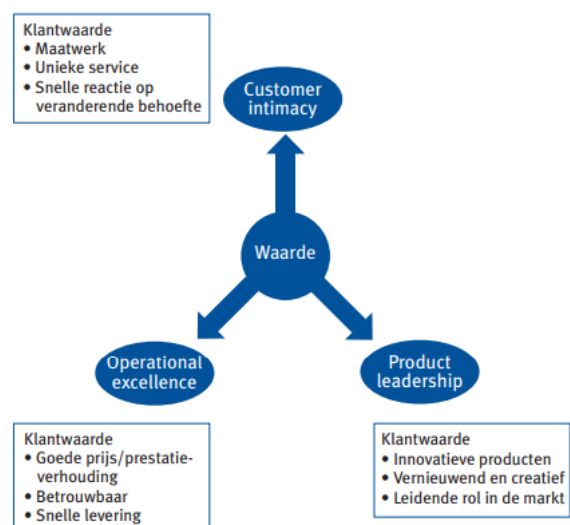 Klantwaarde
• Maatwerk
• Unieke service
• Snelle reactie op
veranderende behoefte
Customer
intimacy
Waarde
Operational
excellence
Product
leadership
Klantwaarde
• Goede prijs/prestatie-
verhouding
• Betrouwbaar
• Snelle levering
Klantwaarde
• Innovatieve producten
• Vernieuwend en creatief
• Leidende rol in de markt